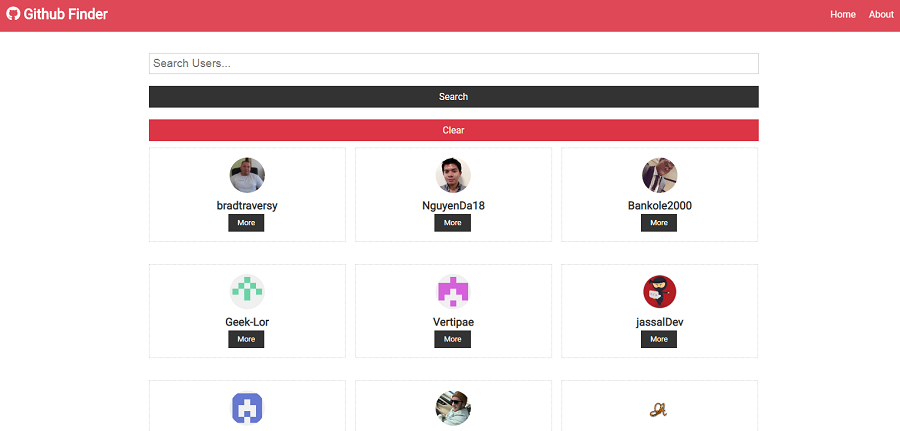 Github Finder
Home About
Search Users...
Search
Clear
bradtraversy
More
NguyenDa18
More
Bankole2000
More
Geek-Lor
More
Vertipae
More
jassalDev
More